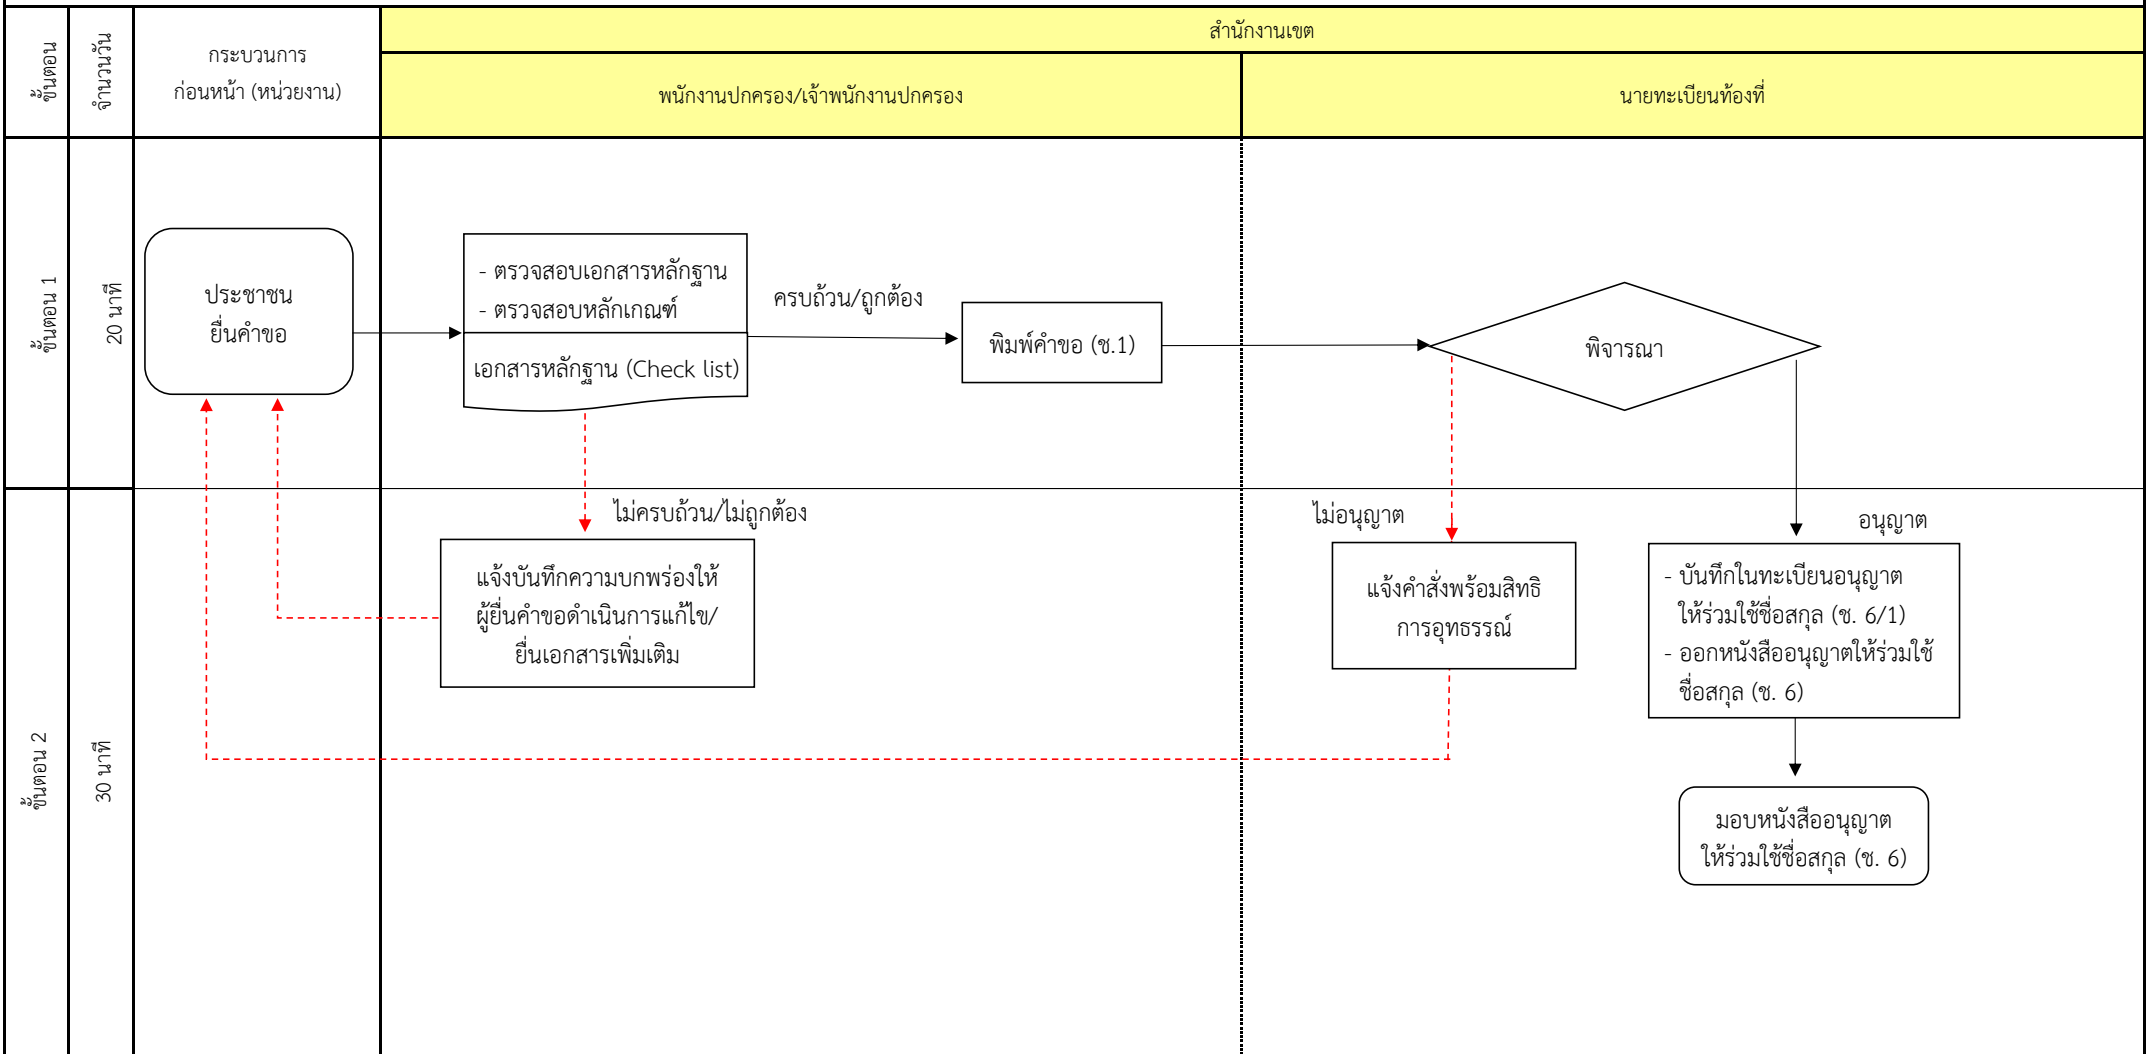 ขั้นตอน
จำนวนวัน
กระบวนการ
ก่อนหน้า (หน่วยงาน)
สำนักงานเขต
พนักงานปกครอง/เจ้าพนักงานปกครอง
นายทะเบียนท้องที่
ขั้นตอน 1
20 นาที
ประชาชน
ยื่นคำขอ
- ตรวจสอบเอกสารหลักฐาน
- ตรวจสอบหลักเกณฑ์
เอกสารหลักฐาน (Check list)
ครบถ้วน/ถูกต้อง
พิมพ์คำขอ (ช.1)
พิจารณา
ขั้นตอน 2
30 นาที
ไม่ครบถ้วน/ไม่ถูกต้อง
แจ้งบันทึกความบกพร่องให้
ผู้ยื่นคำขอดำเนินการแก้ไข/
ยื่นเอกสารเพิ่มเติม
ไม่อนุญาต
แจ้งคำสั่งพร้อมสิทธิ
การอุทธรรณ์
อนุญาต
- บันทึกในทะเบียนอนุญาต
ให้ร่วมใช้ชื่อสกุล (ช. 6/1)
- ออกหนังสืออนุญาตให้ร่วมใช้
ชื่อสกุล (ช. 6)
มอบหนังสืออนุญาต
ให้ร่วมใช้ชื่อสกุล (ช. 6)